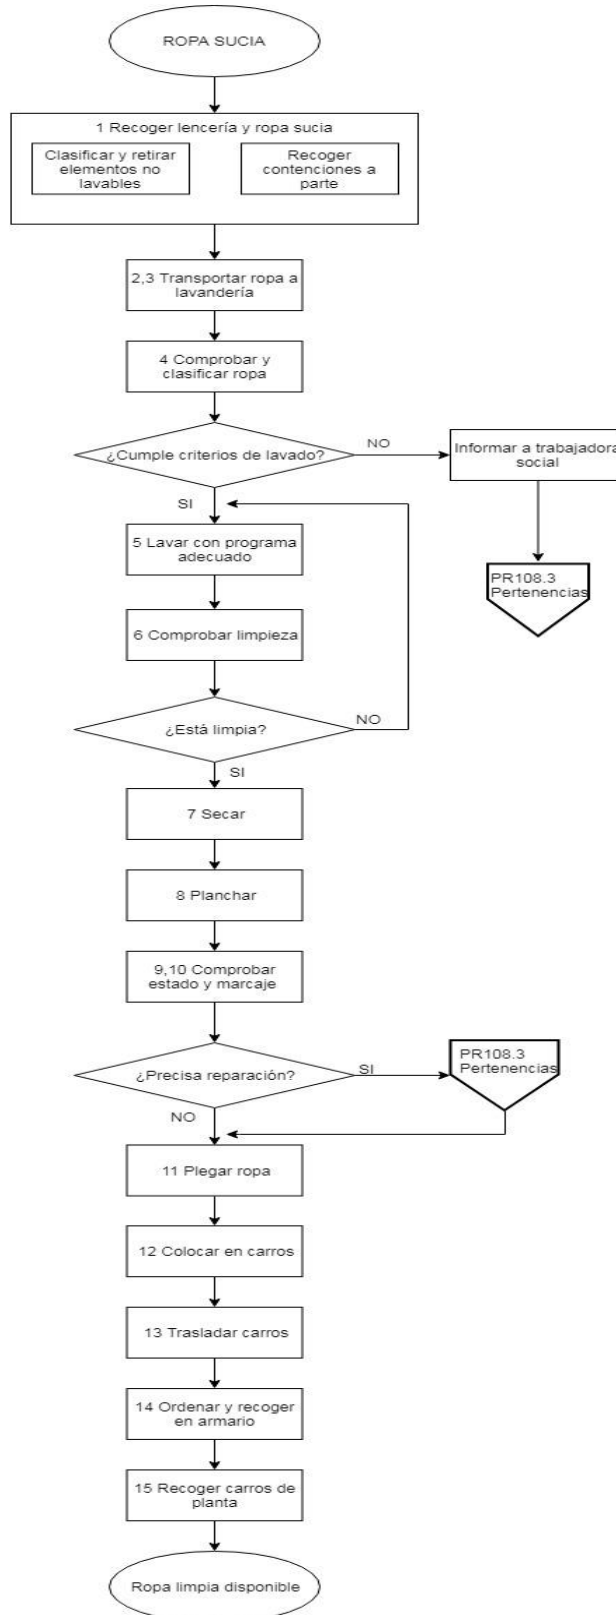 ROPA SUCIA
1 Recoger lencería y ropa sucia
Clasificar y retirar
elementos no
lavables
Recoger
contenciones a
parte
2,3 Transportar ropa a
lavandería
4 Comprobar y
clasificar ropa
¿Cumple criterios de lavado?
NO
Informar a trabajadora
social
SI
PR108.3
Pertenencias
5 Lavar con programa
adecuado
6 Comprobar limpieza
¿Está limpia?
NO
SI
7 Secar
8 Planchar
9,10 Comprobar
estado y marcaje
¿Precisa reparación?
SI
PR108.3
Pertenencias
NO
11 Plegar ropa
12 Colocar en carros
13 Trasladar carros
14 Ordenar y recoger
en armario
15 Recoger carros de
planta
Ropa limpia disponible